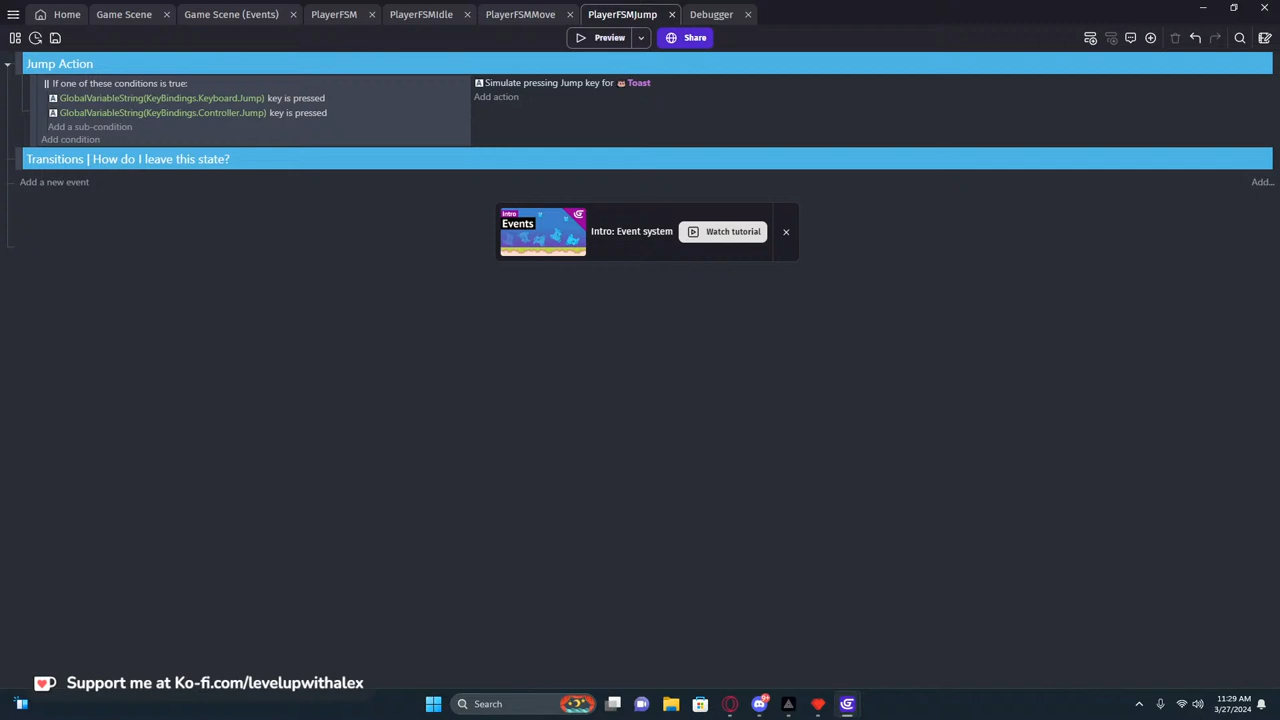 Home
Game Scene
Game Scene (Events)
PlayerFSM
PlayerFSMIdle
PlayerFSMMove
PlayerFSMJump
Debugger
Preview
Share
Jump Action
|| If one of these conditions is true:
A GlobalVariableString(KeyBindings.Keyboard.Jump) key is pressed
A GlobalVariableString(KeyBindings.Controller.Jump) key is pressed
Add a sub-condition
Add condition
A Simulate pressing Jump key for Toast
Add action
Transitions | How do I leave this state?
Add a new event
Add...
Intro
Events
Intro: Event system
Watch tutorial
Support me at Ko-fi.com/levelupwithalex
Search
9+
11:29 AM
3/27/2024